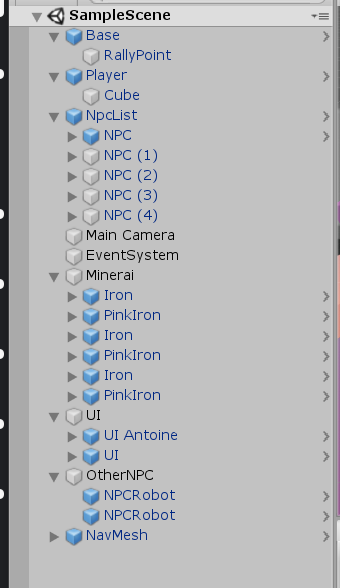 SampleScene
Base
RallyPoint
Player
Cube
NpcList
NPC
NPC (1)
NPC (2)
NPC (3)
NPC (4)
Main Camera
EventSystem
Minerai
Iron
PinkIron
Iron
PinkIron
Iron
PinkIron
UI
UI Antoine
UI
OtherNPC
NPCRobot
NPCRobot
NavMesh